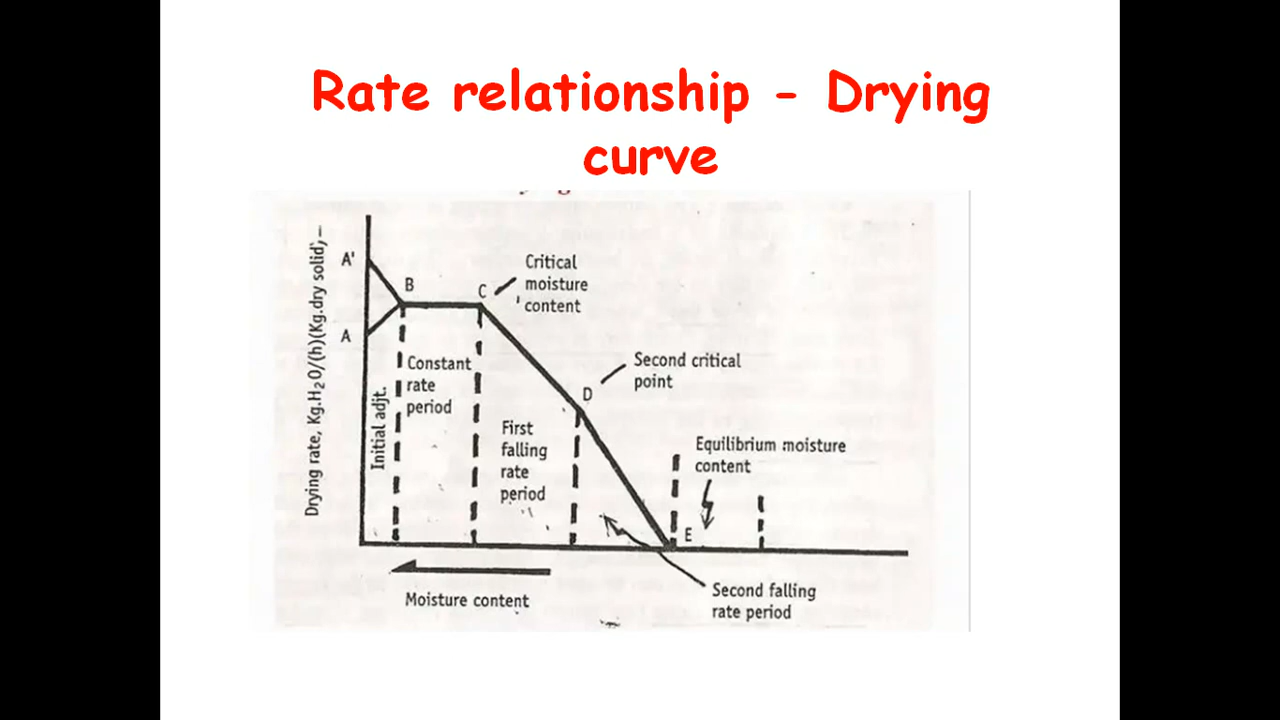 Rate relationship - Drying
curve
A'
A
B
C
Critical
moisture
content
Drying rate, Kg.H₂O/(h)(Kg.dry solid),–
Initial adjt.
Constant
rate
period
D
Second critical
point
First
falling
rate
period
Equilibrium moisture
content
E
Moisture content
Second falling
rate period